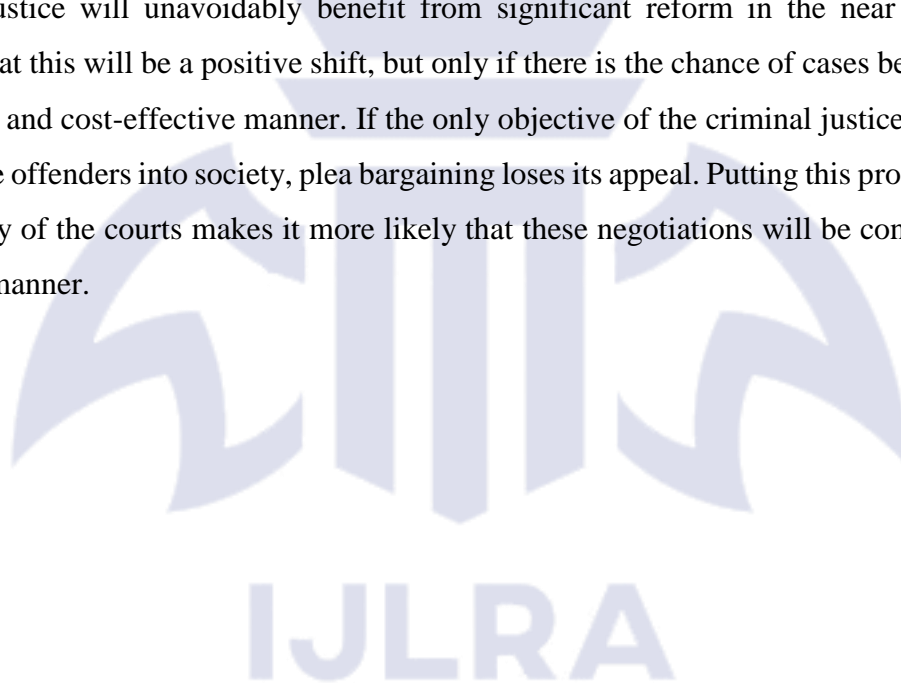 ustice will unavoidably benefit from significant reform in the near
at this will be a positive shift, but only if there is the chance of cases be
and cost-effective manner. If the only objective of the criminal justice
e offenders into society, plea bargaining loses its appeal. Putting this pro
y of the courts makes it more likely that these negotiations will be con
manner.
IJLRA